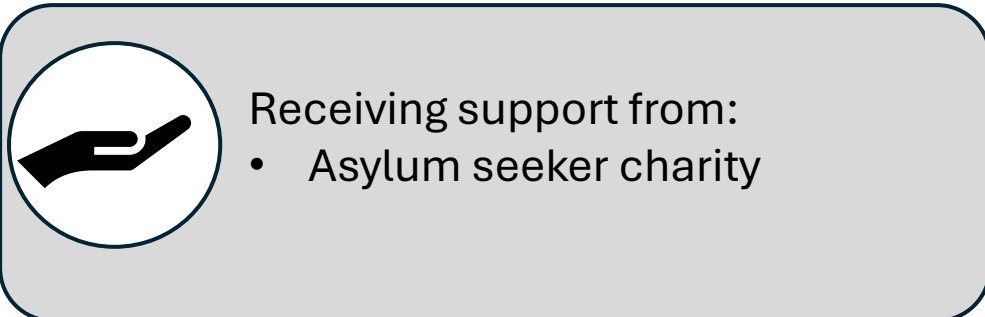 Receiving support from:
• Asylum seeker charity